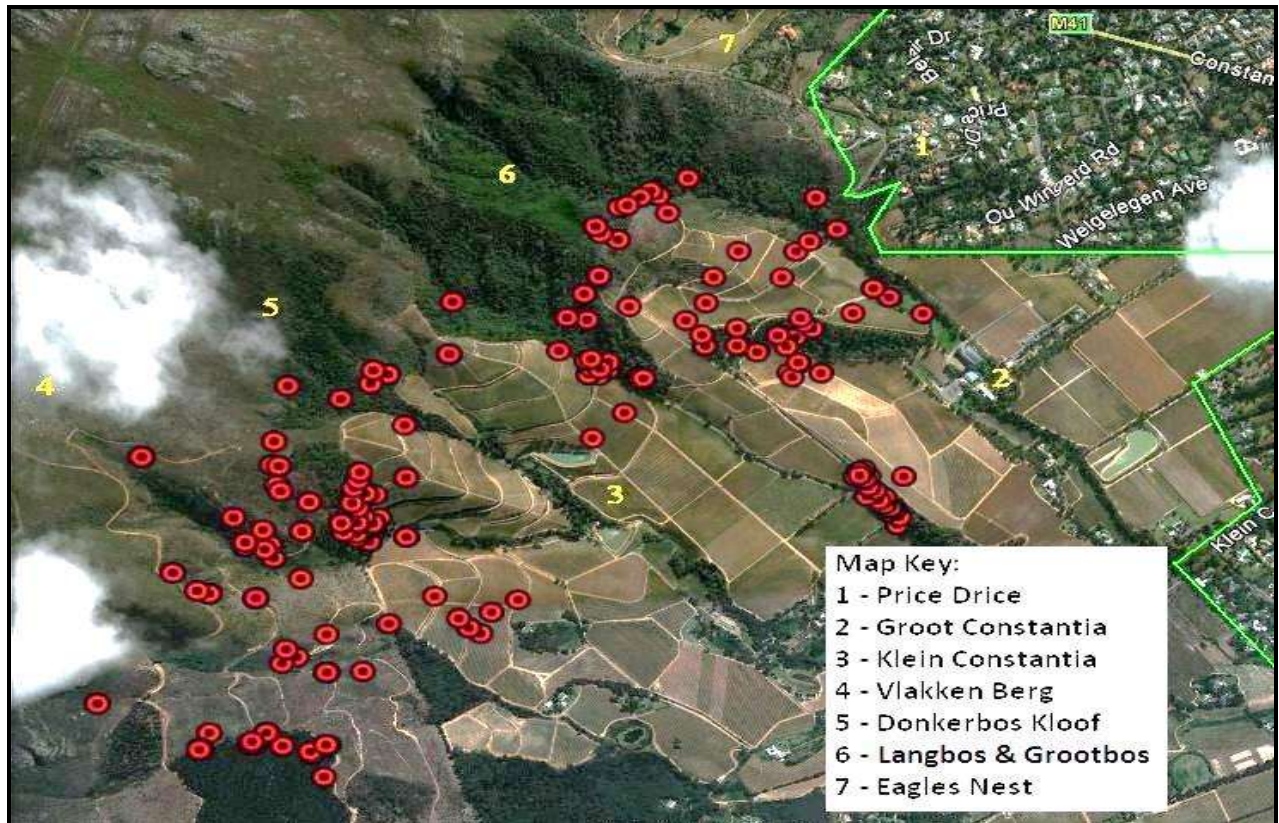 7
M41
Constan
Belair Dr
Price Dr
1
6
Ou Wingerd Rd
Welgelegen Ave
5
4
2
3
Klein C
Map Key:
1 - Price Drice
2 - Groot Constantia
3 - Klein Constantia
4 - Vlakken Berg
5 - Donkerbos Kloof
6 - Langbos & Grootbos
7 - Eagles Nest